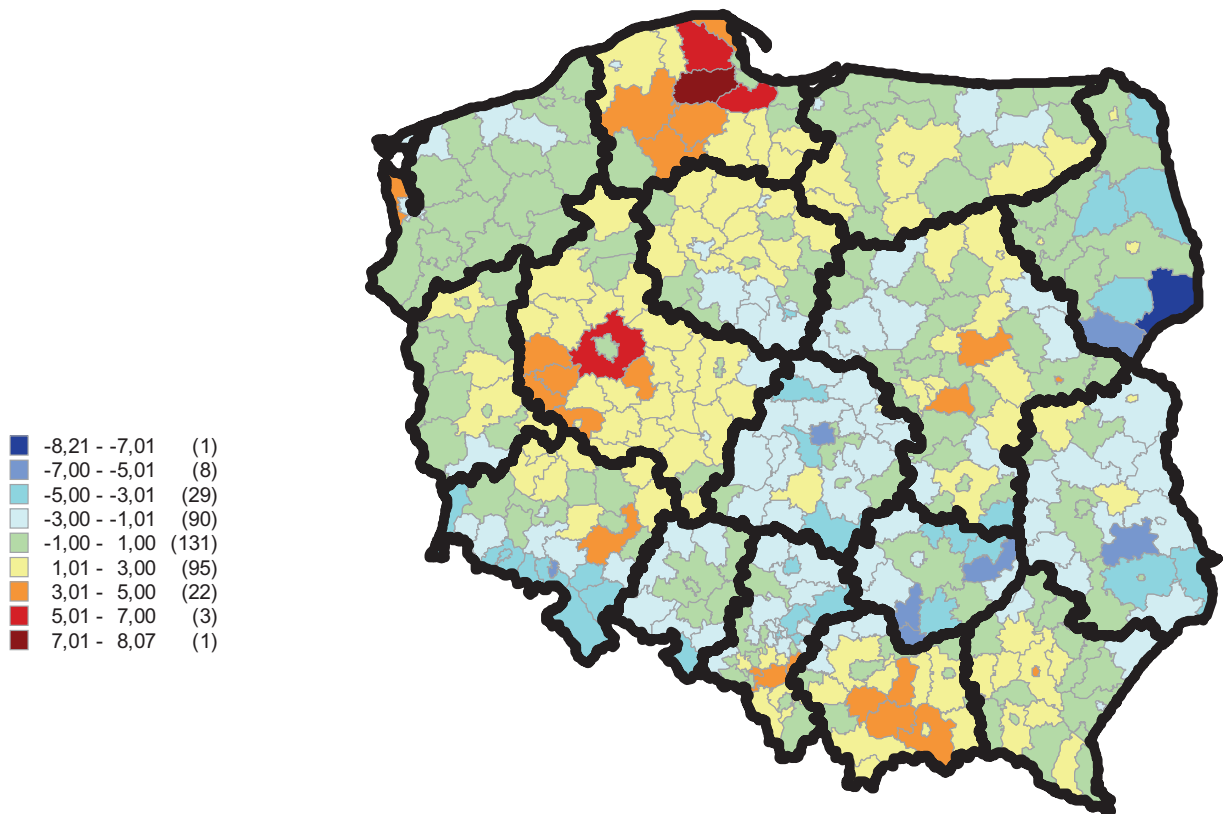 -8,21 - -7,01 (1)
-7,00 - -5,01 (8)
-5,00 - -3,01 (29)
-3,00 - -1,01 (90)
-1,00 - 1,00 (131)
1,01 - 3,00 (95)
3,01 - 5,00 (22)
5,01 - 7,00 (3)
7,01 - 8,07 (1)